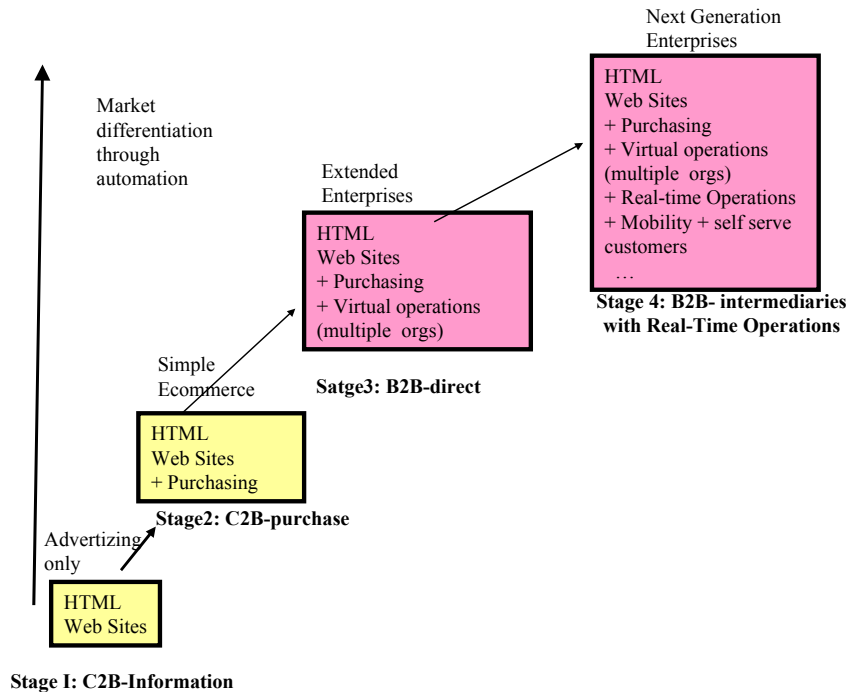 Next Generation
Enterprises
HTML
Web Sites
+ Purchasing
+ Virtual operations
(multiple orgs)
+ Real-time Operations
+ Mobility + self serve
customers
…
Stage 4: B2B- intermediaries
with Real-Time Operations
Market
differentiation
through
automation
Extended
Enterprises
HTML
Web Sites
+ Purchasing
+ Virtual operations
(multiple orgs)
Satge3: B2B-direct
Simple
Ecommerce
HTML
Web Sites
+ Purchasing
Stage2: C2B-purchase
Advertizing
only
HTML
Web Sites
Stage I: C2B-Information